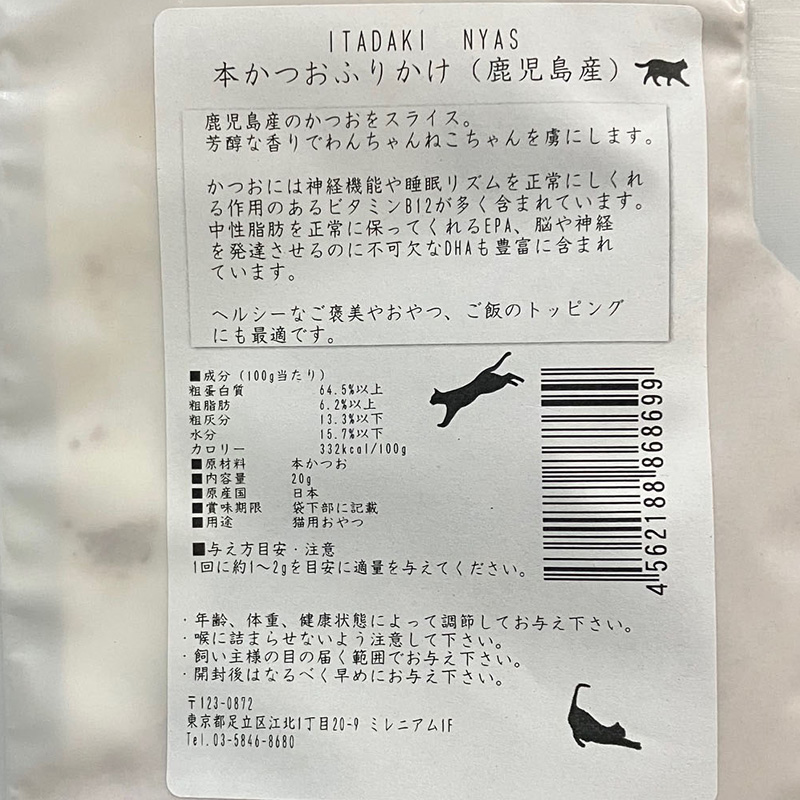 ITADAKI NYAS
本かつおふりかけ（鹿児島産）
鹿児島産のかつおをスライス。
芳醇な香りでわんちゃんねこちゃんを虜にします。
かつおには神経機能や睡眠リズムを正常にしくれ
る作用のあるビタミンB12が多く含まれています。
中性脂肪を正常に保ってくれるEPA、脳や神経
を発達させるのに不可欠なDHAも豊富に含まれ
ています。
ヘルシーなご褒美やおやつ、ご飯のトッピング
にも最適です。
■成分（100g当たり）
粗蛋白質 64.5%以上
粗脂肪 6.2%以上
粗灰分 13.3%以下
水分 15.7%以下
カロリー 332kcal/100g
■原材料 本かつお
■内容量 20g
■原産国 日本
■賞味期限 袋下部に記載
■用途 猫用おやつ
■与え方目安・注意
1回に約1〜2gを目安に適量を与えてください。
4562188868699
・年齢、体重、健康状態によって調節してお与え下さい。
・喉に詰まらせないよう注意して下さい。
・飼い主様の目の届く範囲でお与え下さい。
・開封後はなるべく早めにお与え下さい。
〒123-0872
東京都足立区江北1丁目20-9 ミレニアム1F
Tel.03-5846-8680